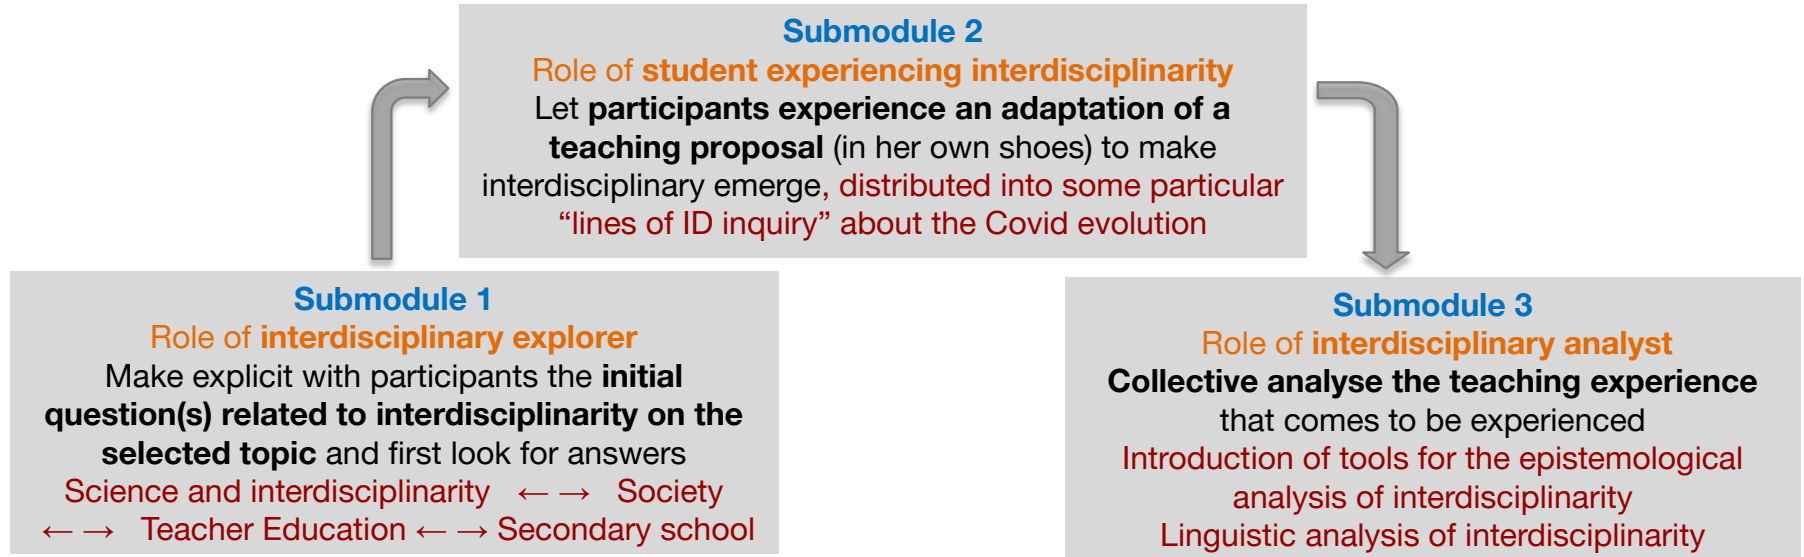 Submodule 1
Role of interdisciplinary explorer
Make explicit with participants the initial
question(s) related to interdisciplinarity on the
selected topic and first look for answers
Science and interdisciplinarity ← → Society
← → Teacher Education ← → Secondary school
Submodule 2
Role of student experiencing interdisciplinarity
Let participants experience an adaptation of a
teaching proposal (in her own shoes) to make
interdisciplinary emerge, distributed into some particular
“lines of ID inquiry” about the Covid evolution
Submodule 3
Role of interdisciplinary analyst
Collective analyse the teaching experience
that comes to be experienced
Introduction of tools for the epistemological
analysis of interdisciplinarity
Linguistic analysis of interdisciplinarity